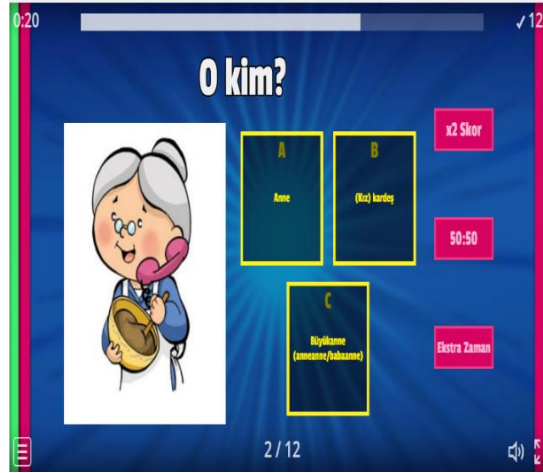 0:20
✓ 12
O kim?
A
Anne
B
(Kız) kardeş
C
Büyükanne
(anneanne/babaanne)
x2 Skor
50:50
Ekstra Zaman
2 / 12